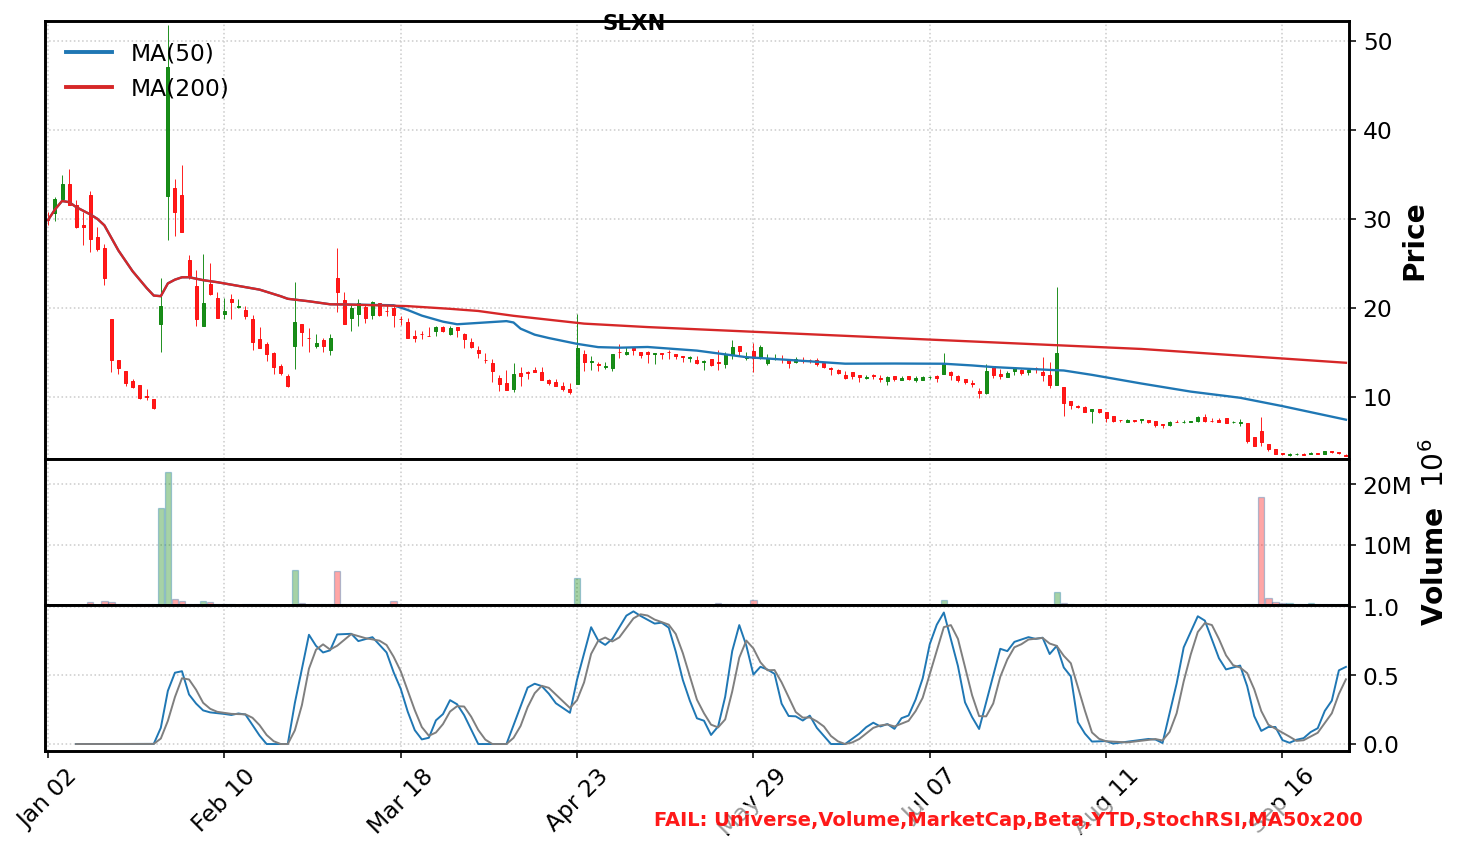 SLXN
MA(50)
MA(200)
50
40
30
20
10
Price
20M
10M
Volume 10^6
1.0
0.5
0.0
Jan 02
Feb 10
Mar 18
Apr 23
May 29
Jul 07
Aug 11
Sep 16
FAIL: Universe,Volume,MarketCap,Beta,YTD,StochRSI,MA50x200